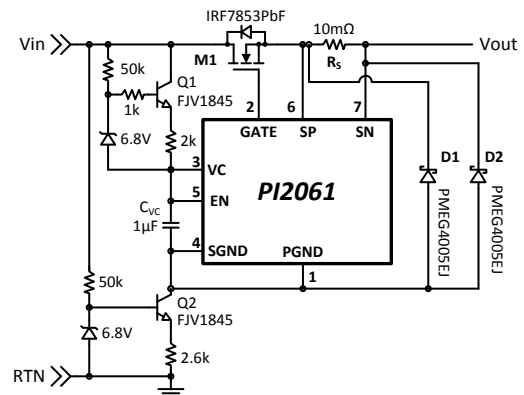 IRF7853PbF
Vin
10mΩ
Vout
M1
RS
50k
Q1
FJV1845
1k
2
6
7
GATE
SP
SN
6.8V
2k
3
VC
D1
D2
5
EN
PI2061
CVC
1µF
4
SGND
PGND
PMEG4005EJ
PMEG4005EJ
1
50k
Q2
FJV1845
6.8V
2.6k
RTN